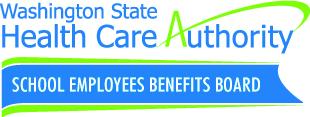 Washington State
Health Care Authority
SCHOOL EMPLOYEES BENEFITS BOARD